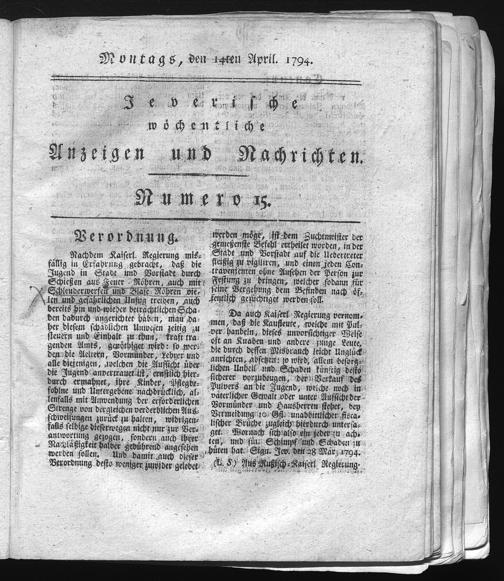 Montags, den 14ten April. 1794.
Jeverische
wöchentliche
Anzeigen und Nachrichten.
Numero 15.
Verordnung.
Nachdem Kaiserl. Regierung mis-
fällig in Erfahrung gebracht, daß die
Jugend in Stadt und Vorstadt durch
Schießen aus Feuer-Röhren, auch mit
Schleuderwerfen und Blase-Röhren vie-
len und gefährlichen Unfug treiben, auch
bereits hin und wieder beträchtlichen Scha-
den dadurch angerichtet haben, man da-
her diesem schädlichen Unwesen zeitig zu
steuern und Einhalt zu thun, kraft tra-
genden Amts, genöthiget wird: so wer-
den die Aeltern, Vormünder, Lehrer und
alle diejenigen, welchen die Aufsicht über
die Jugend anvertrauet ist, ernstlich hier-
durch ermahnet, ihre Kinder, Pflegbe-
fohlne und Untergebene nachdrücklich, al-
lenfalls mit Anwendung der erforderlichen
Strenge von dergleichen verderblichen Aus-
schweifungen zurück zu halten, widrigen-
falls selbige dieserwegen nicht nur zur Ver-
antwortung gezogen, sondern auch ihrer
Nachläßigkeit halber gebührend angesehen
werden sollen. Und damit auch dieser
Verordnung desto weniger zuwider gelebet
werden möge, ist dem Zuchtmeister der
gemessenste Befehl ertheilet worden, in der
Stadt und Vorstadt auf die Uebertreter
fleißig zu vigiliren, und einen jeden Con-
travenienten ohne Ansehen der Person zur
Festung zu bringen, welcher sodann für
seine Vergehung dem Befinden nach öf-
fentlich gezüchtiget werden soll.
Da auch Kaiserl. Regierung vernom-
men, daß die Kaufleute, welche mit Pul-
ver handeln, dieses unvorsichtiger Weise
oft an Knaben und andere junge Leute,
die durch dessen Misbrauch leicht Unglück
anrichten, absetzen: so wird, allem besorg-
lichen Unheil und Schaden künftig desto
sicherer vorzubeugen, der Verkauf des
Pulvers an die Jugend, welche noch in
väterlicher Gewalt oder unter Aufsicht der
Vormünder und Hausherren stehet, bey
Vermeidung 10 Gfl. unabbittlicher fisca-
lischer Brüche zugleich hierdurch untersa-
get. Wornach sich also ein jeder zu ach-
ten, und für Schimpf und Schaden zu
hüten hat. Sign. Jev. den 28 Mär. 1794.
(L. S) Aus Rußisch-Kaiserl Regierung.